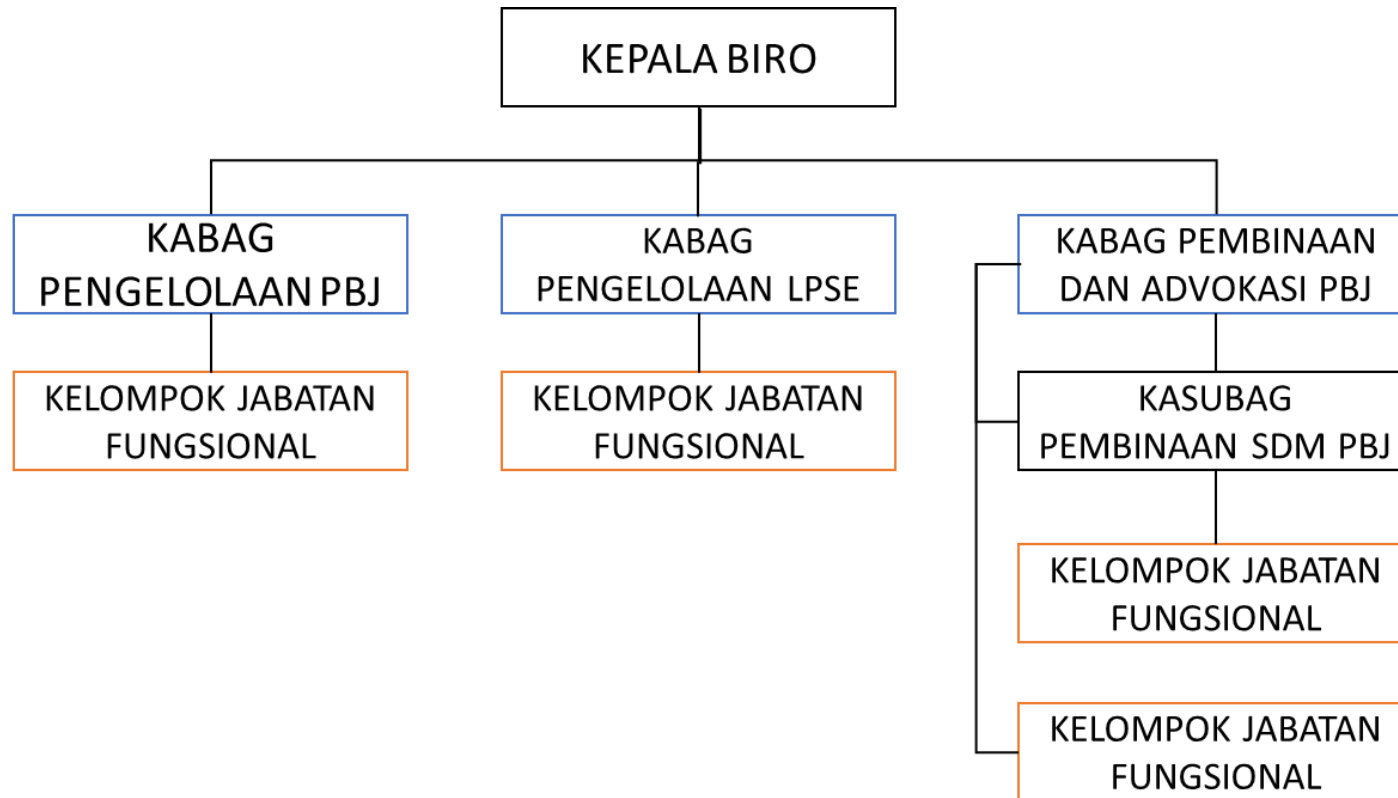 KEPALA BIRO
KABAG
PENGELOLAAN PBJ
KABAG
PENGELOLAAN LPSE
KABAG PEMBINAAN
DAN ADVOKASI PBJ
KELOMPOK JABATAN
FUNGSIONAL
KELOMPOK JABATAN
FUNGSIONAL
KASUBAG
PEMBINAAN SDM PBJ
KELOMPOK JABATAN
FUNGSIONAL
KELOMPOK JABATAN
FUNGSIONAL